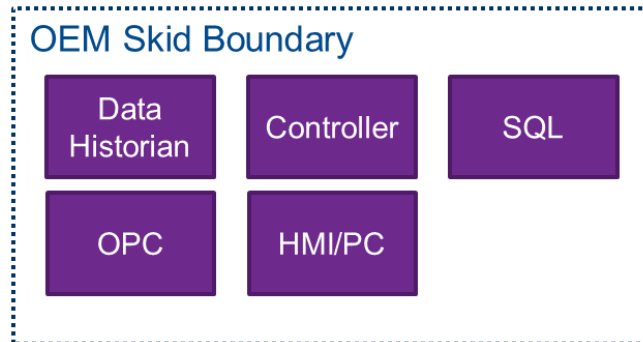 OEM Skid Boundary
Data
Historian
Controller
SQL
OPC
HMI/PC